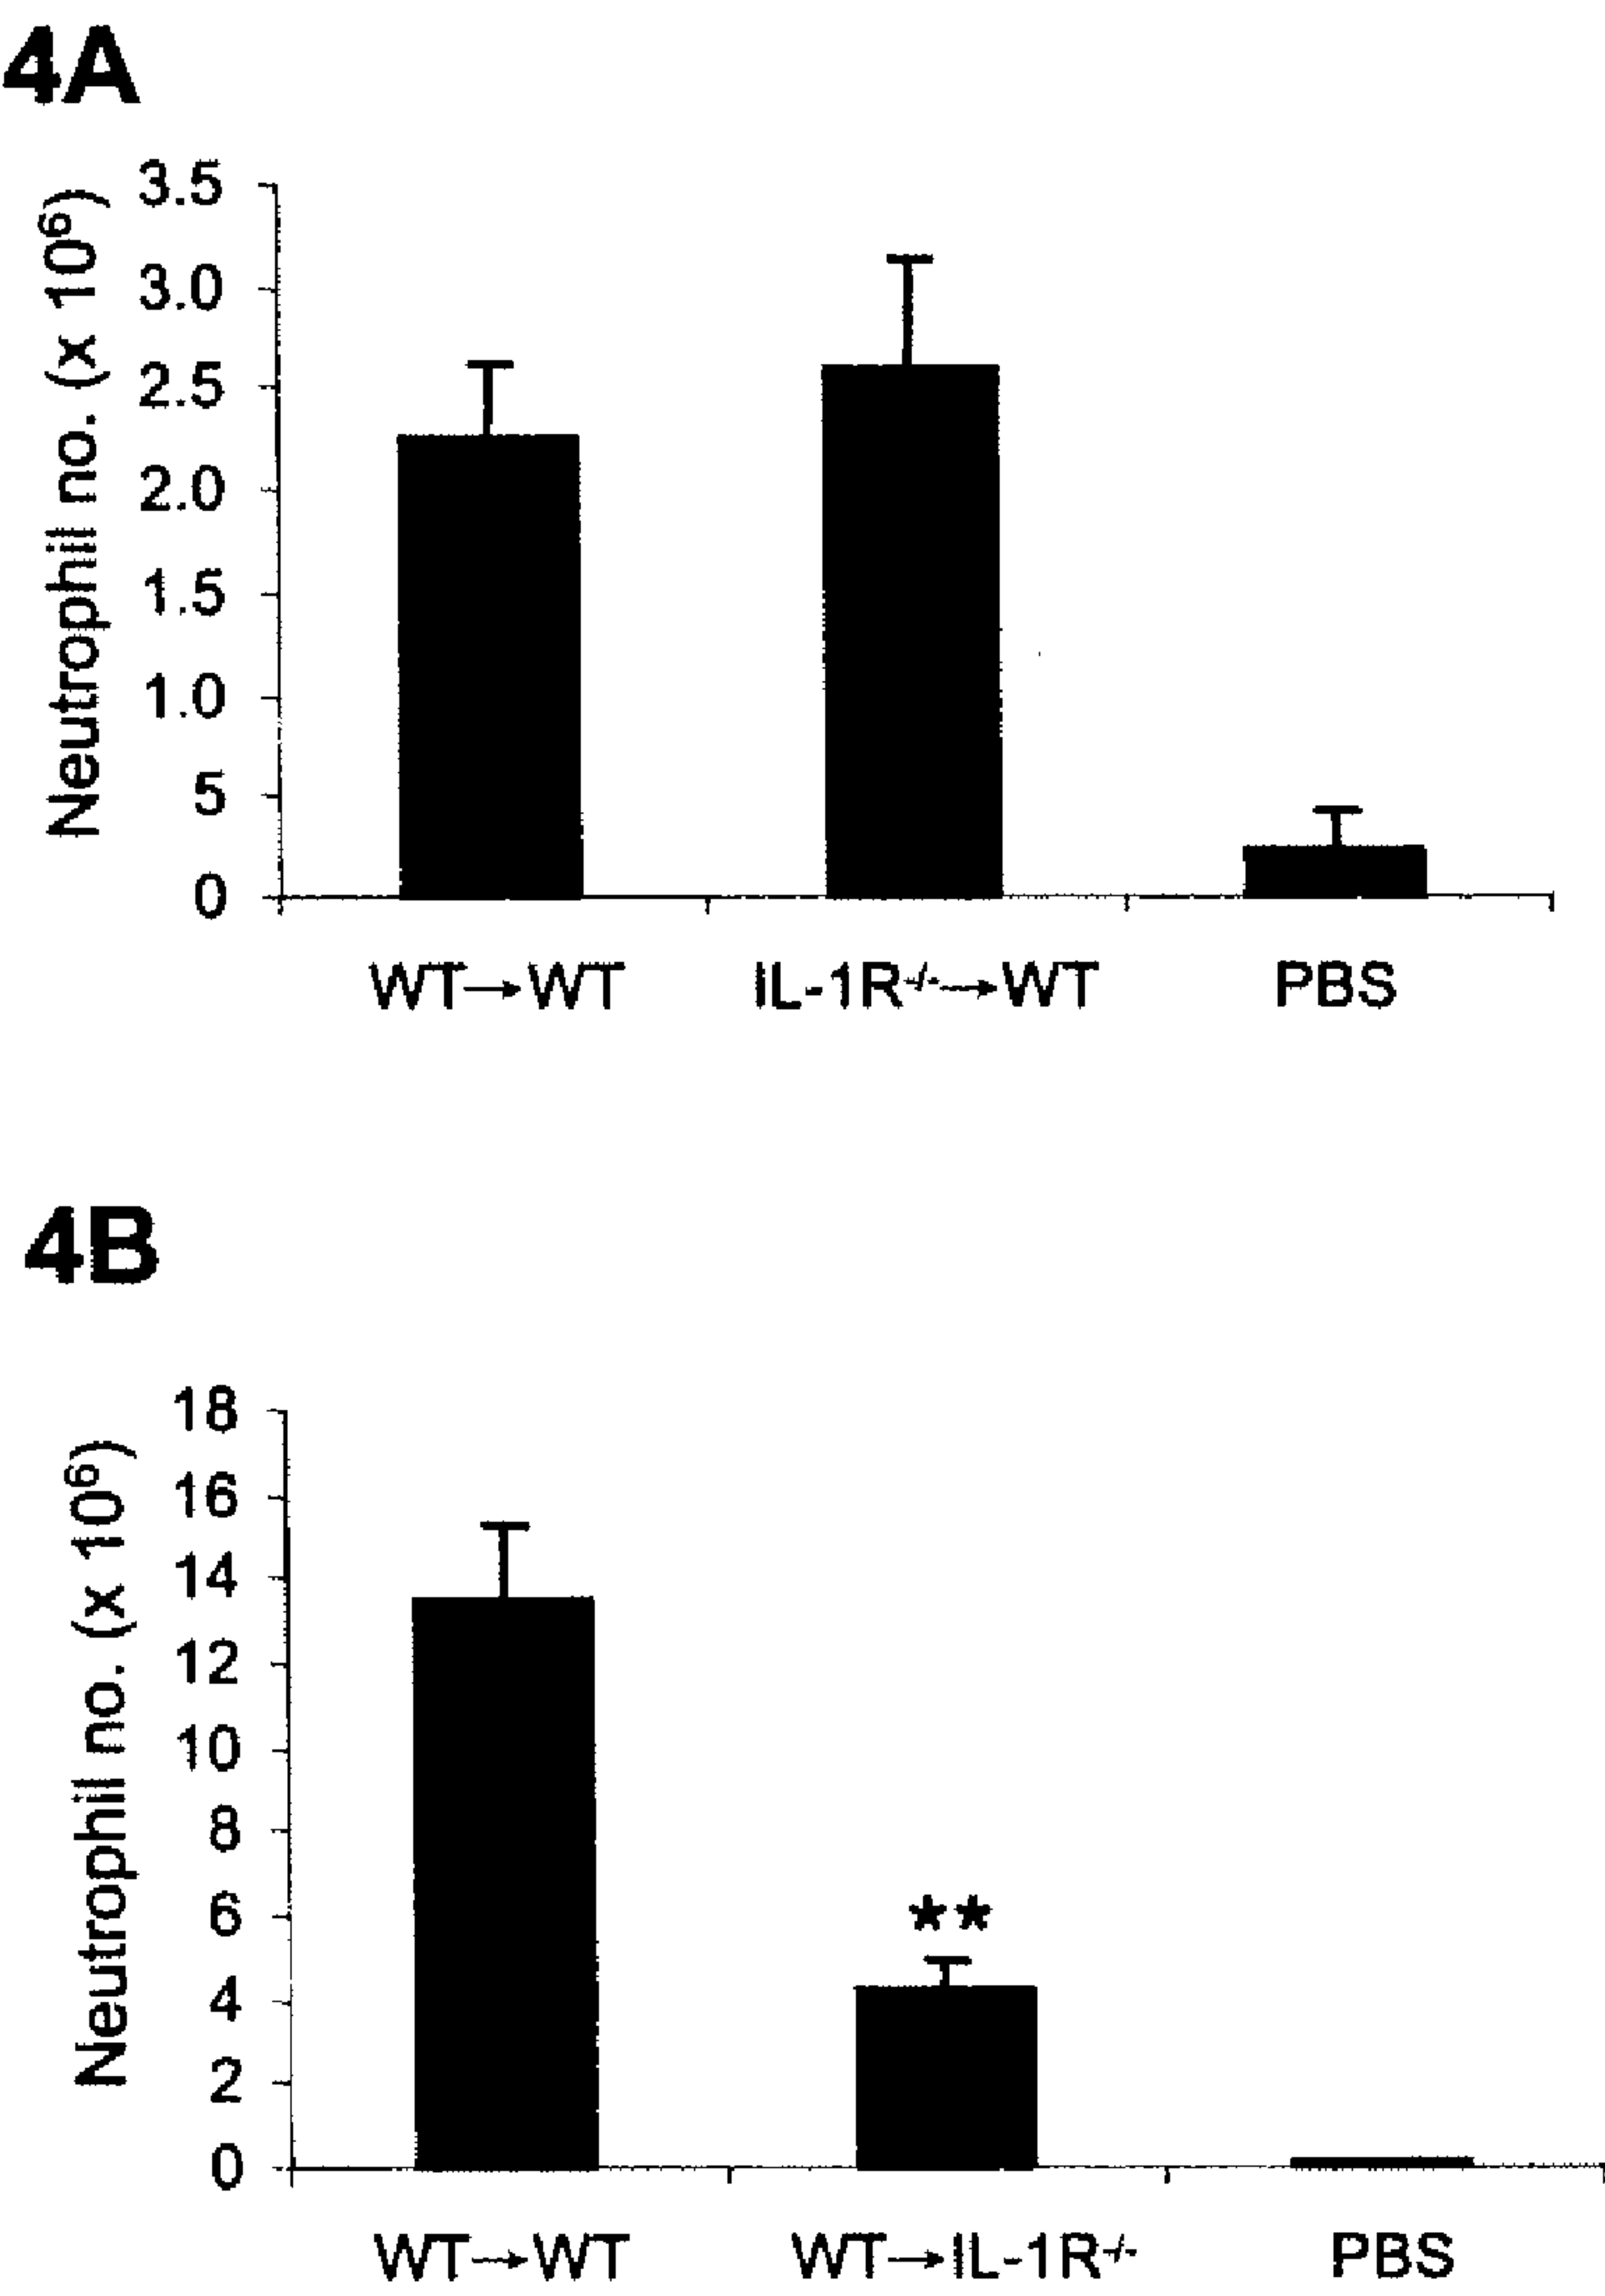 4A
Neutrophil no. (x 10⁶)
3.5
3.0
2.5
2.0
1.5
1.0
5
0
WT→WT
IL-1R⁻/⁻→WT
PBS
4B
Neutrophil no. (x 10⁶)
18
16
14
12
10
8
6
4
2
0
**
WT→WT
WT→IL-1R⁻/⁻
PBS